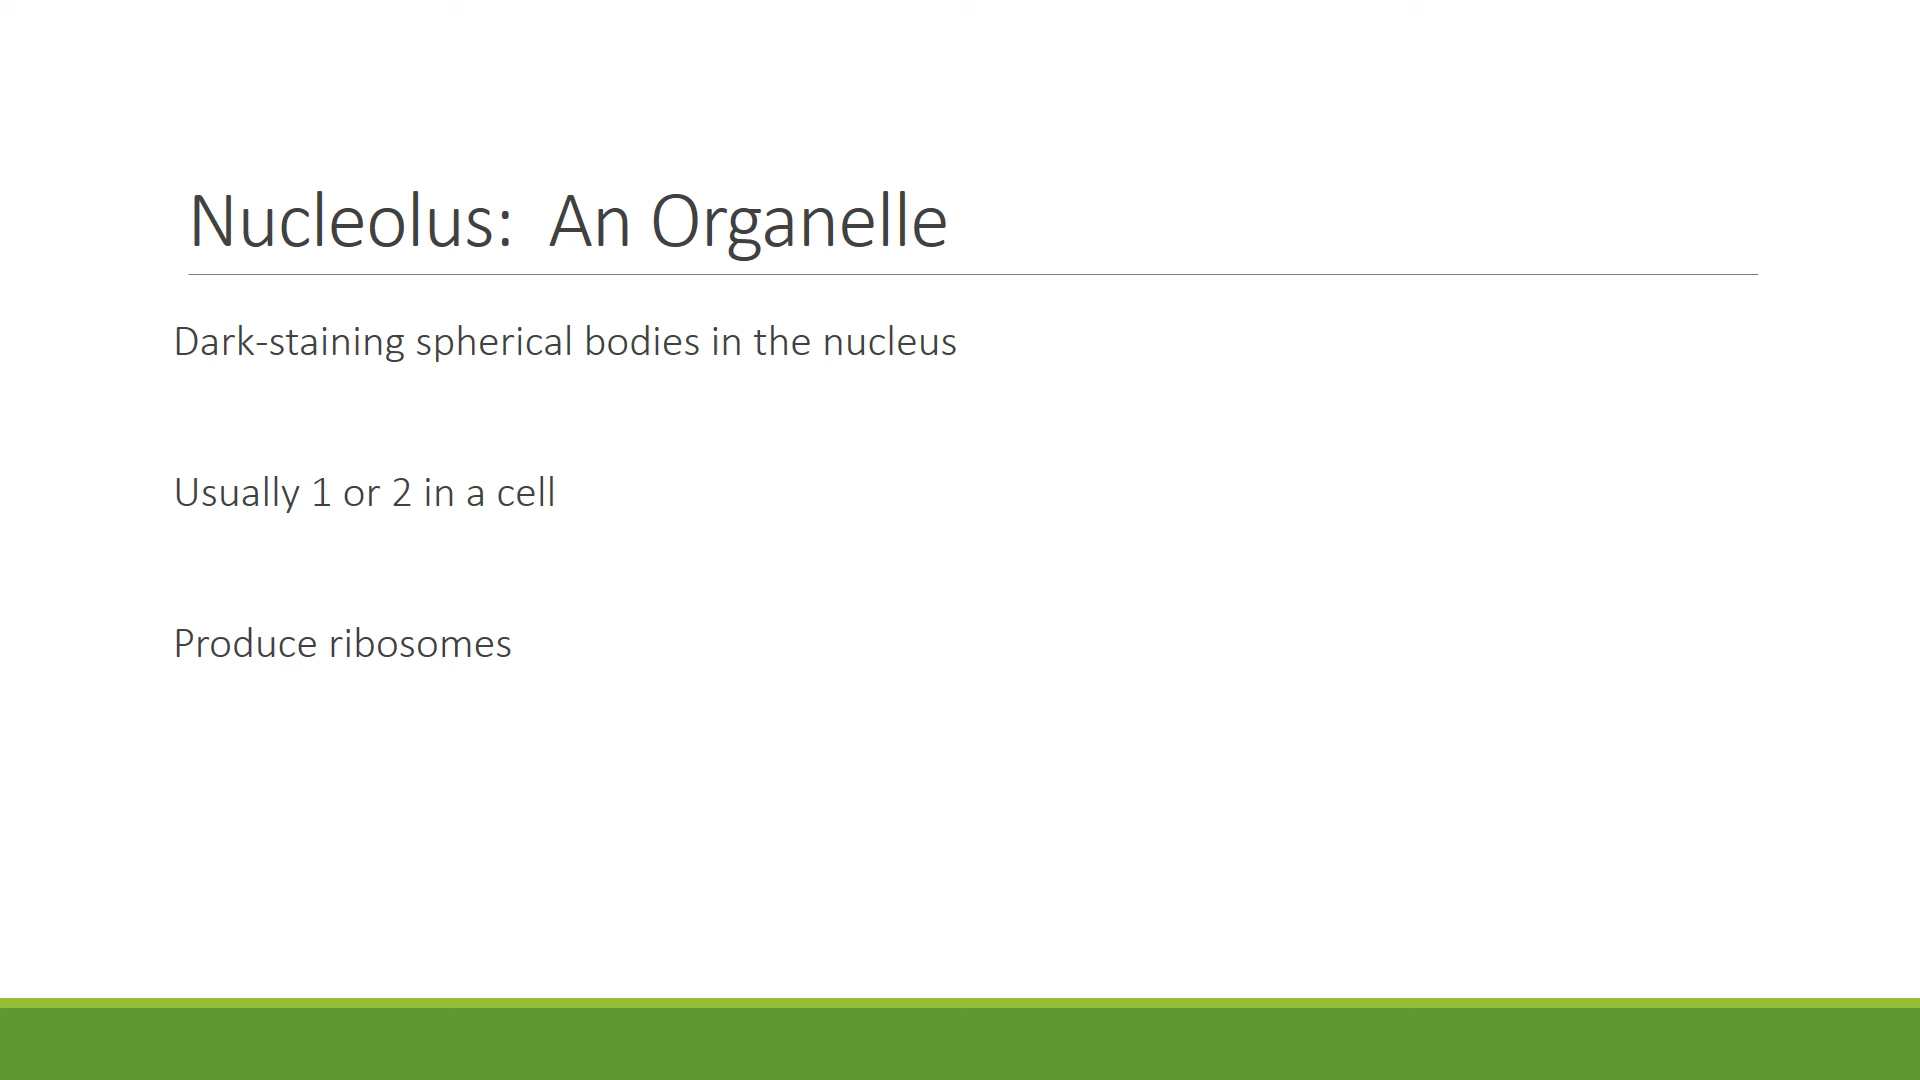 Nucleolus:  An Organelle
Dark-staining spherical bodies in the nucleus
Usually 1 or 2 in a cell
Produce ribosomes